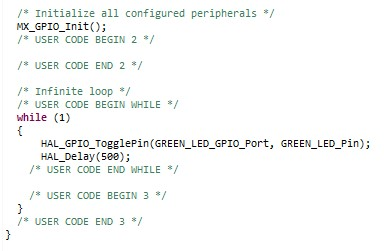 /* Initialize all configured peripherals */
MX_GPIO_Init();
/* USER CODE BEGIN 2 */
/* USER CODE END 2 */
/* Infinite loop */
/* USER CODE BEGIN WHILE */
while (1)
{
HAL_GPIO_TogglePin(GREEN_LED_GPIO_Port, GREEN_LED_Pin);
HAL_Delay(500);
/* USER CODE END WHILE */
/* USER CODE BEGIN 3 */
}
/* USER CODE END 3 */
}